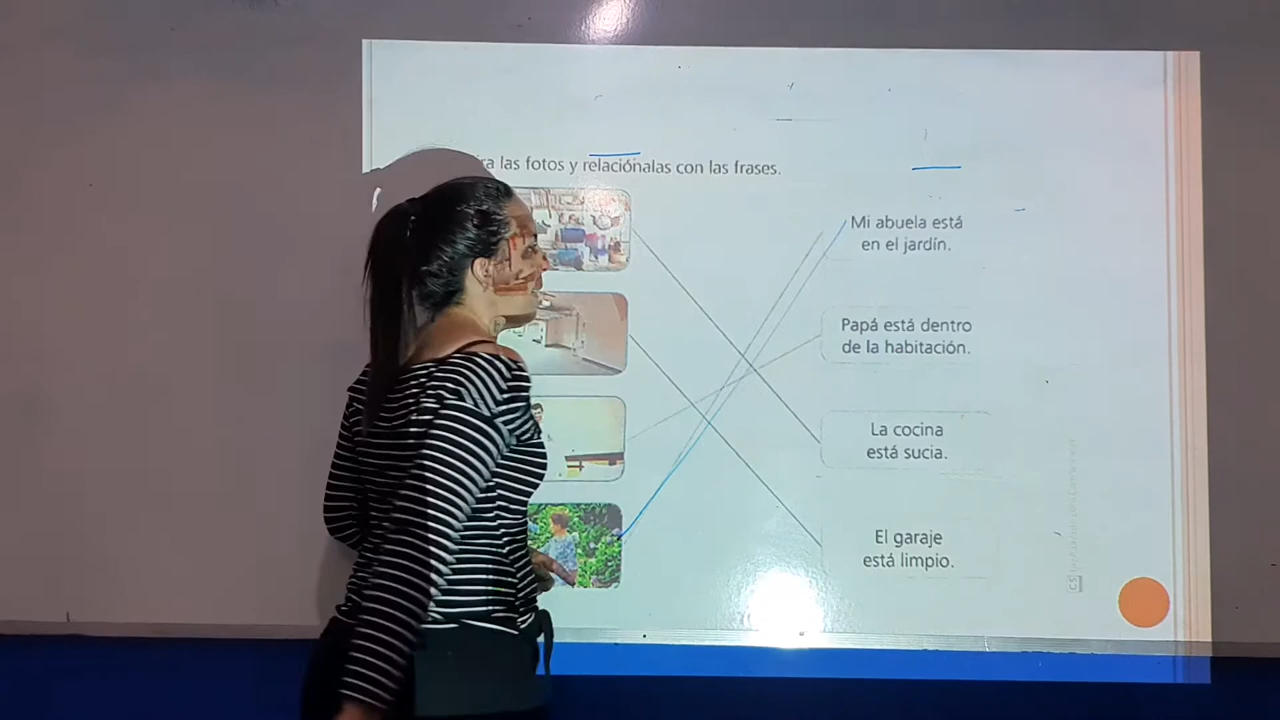 las fotos y relaciónalas con las frases.
Mi abuela está
en el jardín.
Papá está dentro
de la habitación.
La cocina
está sucia.
El garaje
está limpio.